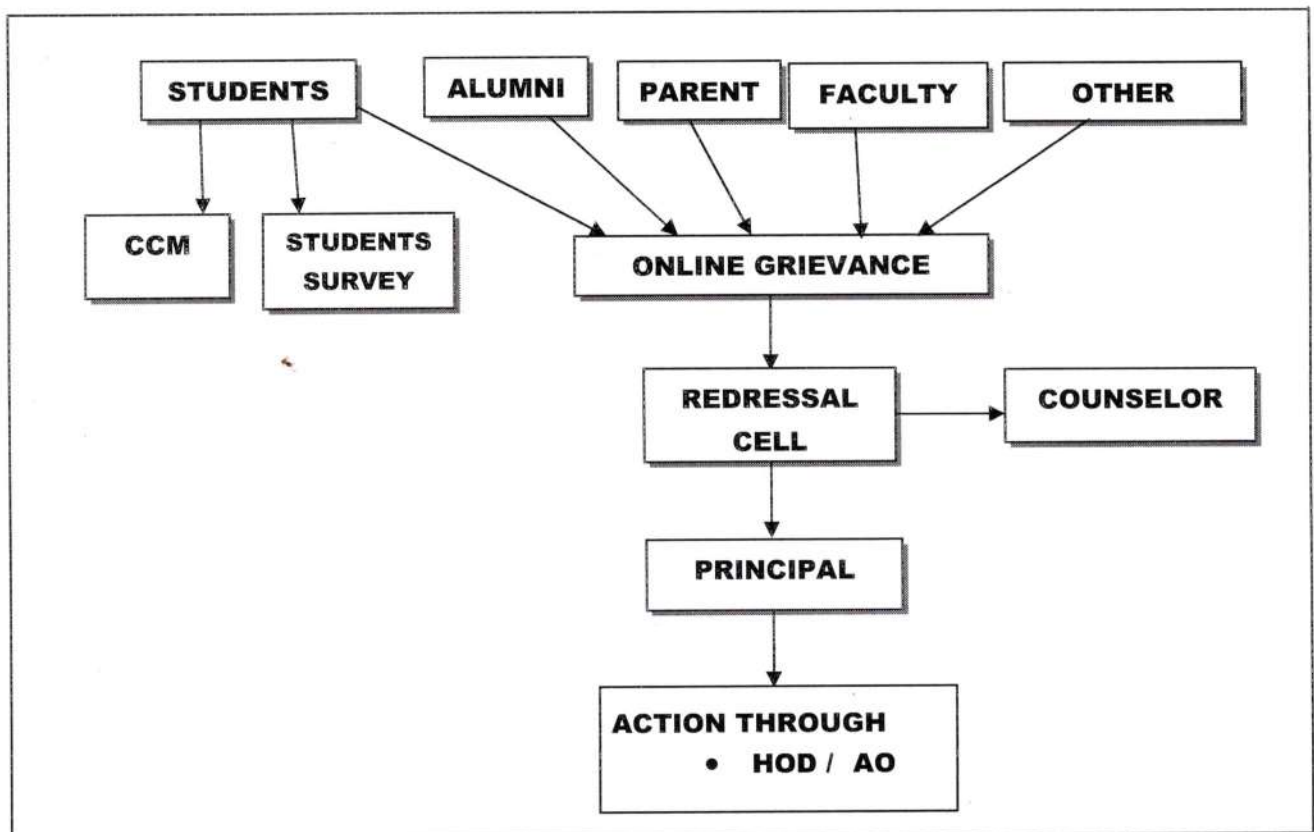 STUDENTS
ALUMNI
PARENT
FACULTY
OTHER
CCM
STUDENTS
SURVEY
ONLINE GRIEVANCE
REDRESSAL
CELL
COUNSELOR
PRINCIPAL
ACTION THROUGH
• HOD / AO